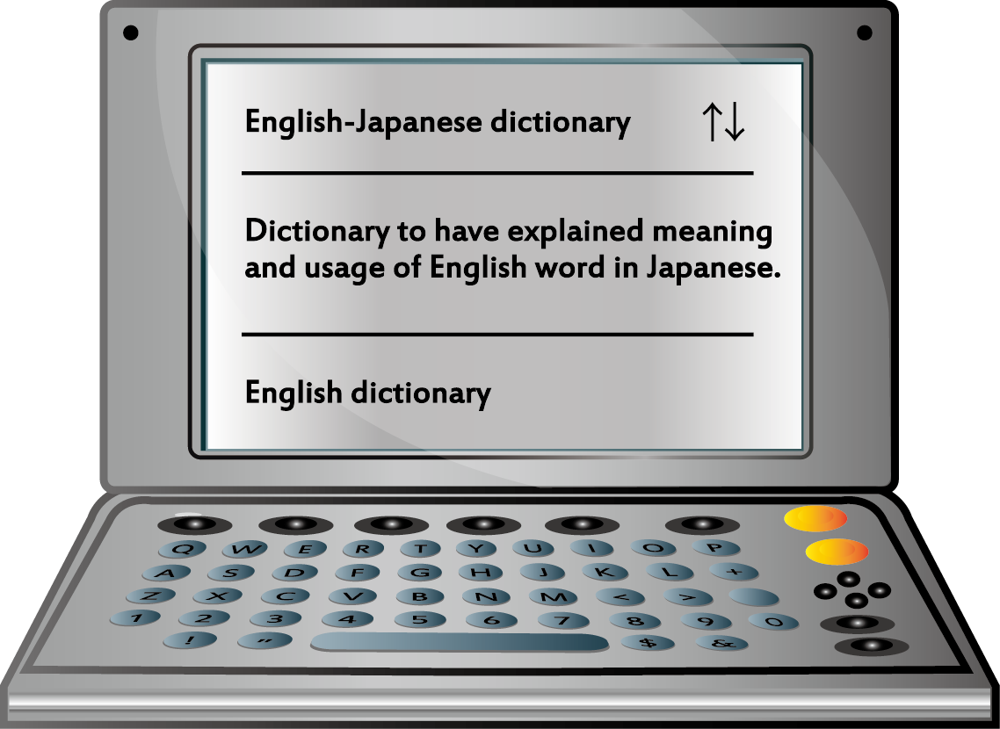 English-Japanese dictionary ↑↓
Dictionary to have explained meaning
and usage of English word in Japanese.
English dictionary
Q W E R T Y U I O P
A S D F G H J K L +
Z X C V B N M < >
1 2 3 4 5 6 7 8 9 0
! " $ &